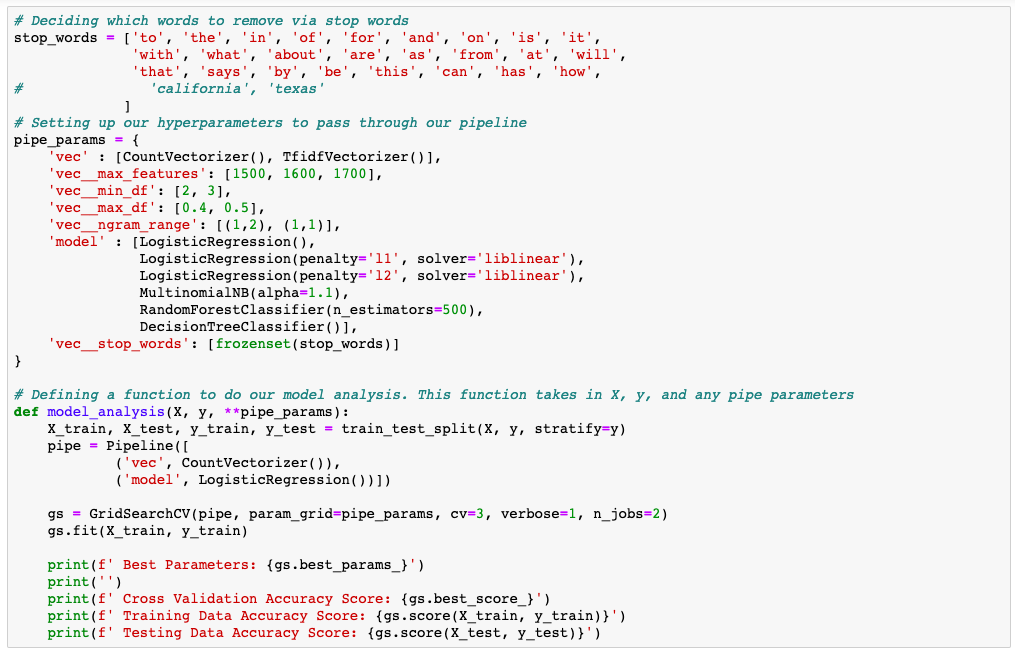 # Deciding which words to remove via stop words
stop_words = ['to', 'the', 'in', 'of', 'for', 'and', 'on', 'is', 'it',
              'with', 'what', 'about', 'are', 'as', 'from', 'at', 'will',
              'that', 'says', 'by', 'be', 'this', 'can', 'has', 'how',
#               'california', 'texas'
             ]
# Setting up our hyperparameters to pass through our pipeline
pipe_params = {
    'vec' : [CountVectorizer(), TfidfVectorizer()],
    'vec__max_features': [1500, 1600, 1700],
    'vec__min_df': [2, 3],
    'vec__max_df': [0.4, 0.5],
    'vec__ngram_range': [(1,2), (1,1)],
    'model' : [LogisticRegression(),
               LogisticRegression(penalty='l1', solver='liblinear'),
               LogisticRegression(penalty='l2', solver='liblinear'),
               MultinomialNB(alpha=1.1),
               RandomForestClassifier(n_estimators=500),
               DecisionTreeClassifier()],
    'vec__stop_words': [frozenset(stop_words)]
}

# Defining a function to do our model analysis. This function takes in X, y, and any pipe parameters
def model_analysis(X, y, **pipe_params):
    X_train, X_test, y_train, y_test = train_test_split(X, y, stratify=y)
    pipe = Pipeline([
            ('vec', CountVectorizer()),
            ('model', LogisticRegression())])

    gs = GridSearchCV(pipe, param_grid=pipe_params, cv=3, verbose=1, n_jobs=2)
    gs.fit(X_train, y_train)

    print(f' Best Parameters: {gs.best_params_}')
    print('')
    print(f' Cross Validation Accuracy Score: {gs.best_score_}')
    print(f' Training Data Accuracy Score: {gs.score(X_train, y_train)}')
    print(f' Testing Data Accuracy Score: {gs.score(X_test, y_test)}')